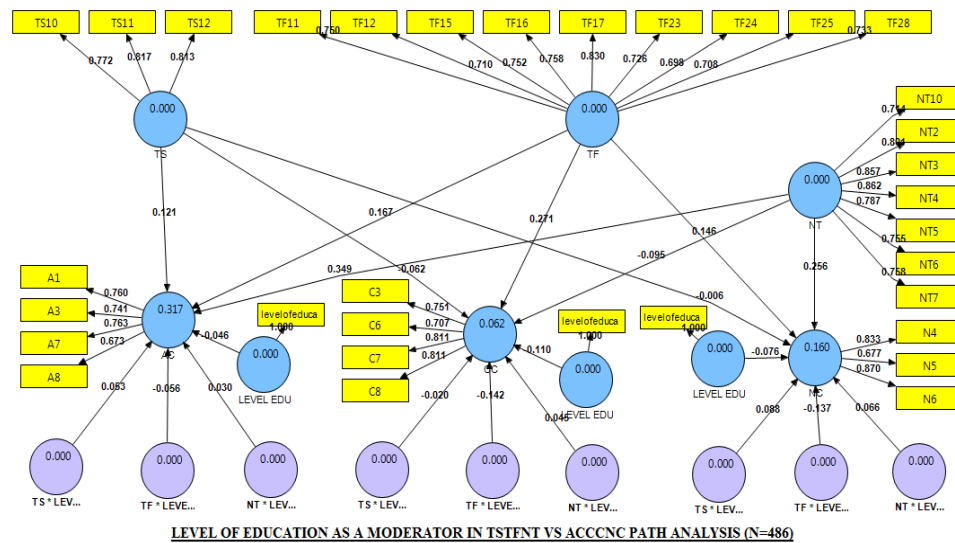 TS10 TS11 TS12 TF11 TF12 TF15 TF16 TF17 TF23 TF24 TF25 TF28
0.772 0.817 0.813 0.710 0.752 0.758 0.830 0.726 0.698 0.708 0.733
0.000 0.000
TS TF
NT10
NT2
NT3
0.857
0.862 NT4
0.787
NT5
0.755 NT6
0.758
NT7
0.000
NT
0.121 0.167 0.271 0.146
-0.095 0.256
0.349 -0.062 -0.006
A1 0.760
A3 0.741
A7 0.763
A8 0.673
0.317
AC
-0.046
levelofeduca
1.000
0.000
LEVEL EDU
C3 0.751
C6 0.707
C7 0.811
C8 0.811
0.062
CC
-0.110
levelofeduca
1.000
0.000
LEVEL EDU
levelofeduca
1.000
0.000
LEVEL EDU
-0.076
0.160
NC
0.833 N4
0.677 N5
0.870 N6
0.053 -0.056 0.030 -0.020 -0.142 0.045 0.088 -0.137 0.066
0.000 0.000 0.000 0.000 0.000 0.000 0.000 0.000 0.000
TS * LEV... TF * LEVE... NT * LEV... TS * LEV... TF * LEVE... NT * LEV... TS * LEV... TF * LEVE... NT * LEV...
LEVEL OF EDUCATION AS A MODERATOR IN TSTFNT VS ACCCNC PATH ANALYSIS (N=486)